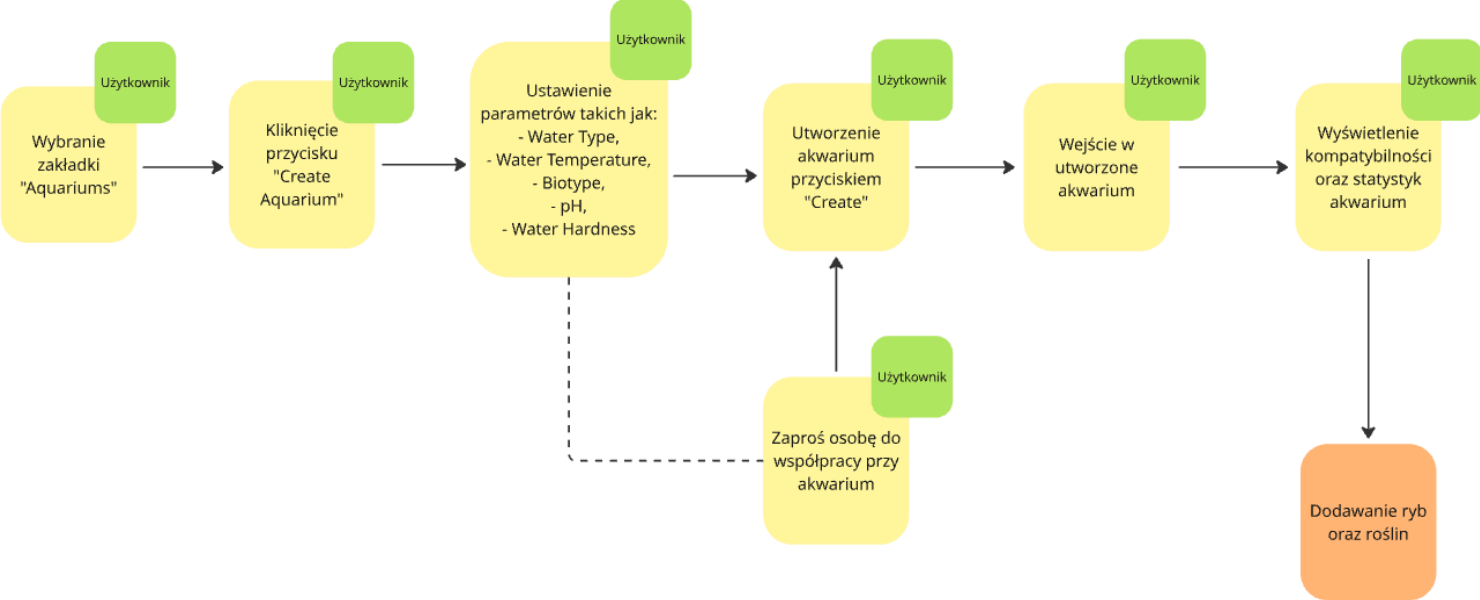 Użytkownik
Wybranie
zakładki
"Aquariums"
Użytkownik
Kliknięcie
przycisku
"Create
Aquarium"
Użytkownik
Ustawienie
parametrów takich jak:
- Water Type,
- Water Temperature,
- Biotype,
- pH,
- Water Hardness
Użytkownik
Utworzenie
akwarium
przyciskiem
"Create"
Użytkownik
Wejście w
utworzone
akwarium
Użytkownik
Wyświetlenie
kompatybilności
oraz statystyk
akwarium
Użytkownik
Zaproś osobę do
współpracy przy
akwarium
Dodawanie ryb
oraz roślin